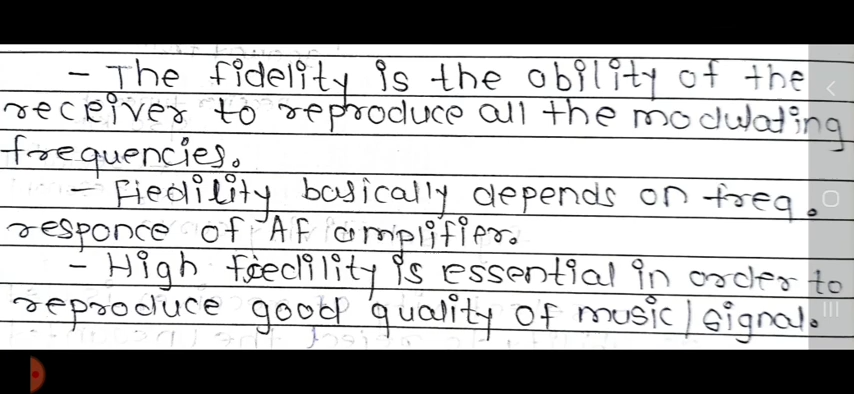 - The fidelity is the ability of the
receiver to reproduce all the modulating
frequencies.
- Fiedility basically depends on freq.
responce of AF amplifier.
- High fiedility is essential in order to
reproduce good quality of music/signal.